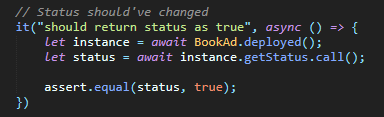 // Status should've changed
it("should return status as true", async () => {
let instance = await BookAd.deployed();
let status = await instance.getStatus.call();
assert.equal(status, true);
})